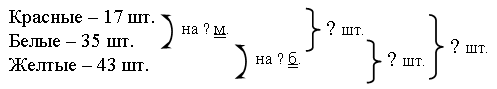 Красные – 17 шт.
на ? м.
? шт.
Белые – 35 шт.
? шт.
на ? б.
? шт.
Желтые – 43 шт.